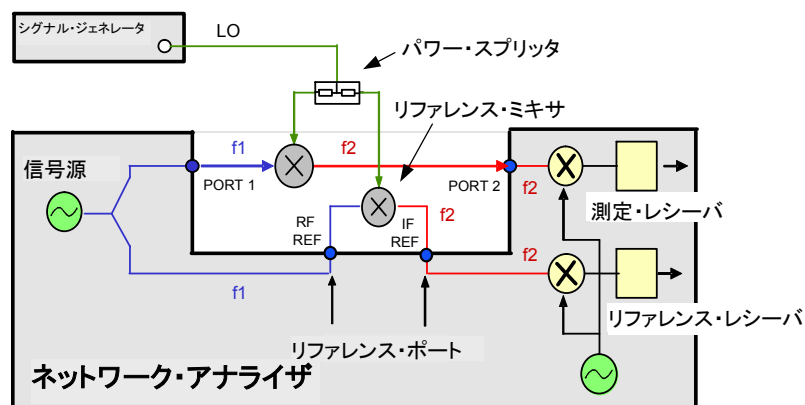 シグナル・ジェネレータ
LO
パワー・スプリッタ
リファレンス・ミキサ
f1
f2
信号源
PORT 1
PORT 2
f2
測定・レシーバ
RF
REF
f2
IF
REF
f2
f1
リファレンス・レシーバ
リファレンス・ポート
ネットワーク・アナライザ